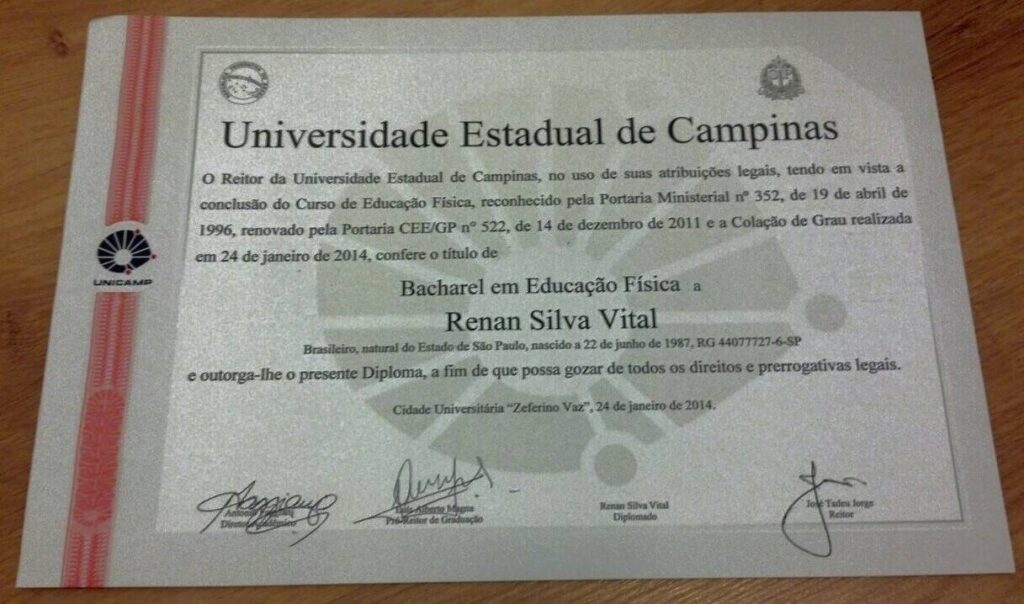 Universidade Estadual de Campinas
O Reitor da Universidade Estadual de Campinas, no uso de suas atribuições legais, tendo em vista a
conclusão do Curso de Educação Física, reconhecido pela Portaria Ministerial nº 352, de 19 de abril de
1996, renovado pela Portaria CEE/GP nº 522, de 14 de dezembro de 2011 e a Colação de Grau realizada
em 24 de janeiro de 2014, confere o título de
UNICAMP
Bacharel em Educação Física a
Renan Silva Vital
Brasileiro, natural do Estado de São Paulo, nascido a 22 de junho de 1987, RG 44077727-6-SP
e outorga-lhe o presente Diploma, a fim de que possa gozar de todos os direitos e prerrogativas legais.
Cidade Universitária "Zeferino Vaz", 24 de janeiro de 2014.
Antonio
Diretor Acadêmico
Luís Alberto Magna
Pró-Reitor de Graduação
Renan Silva Vital
Diplomado
José Tadeu Jorge
Reitor